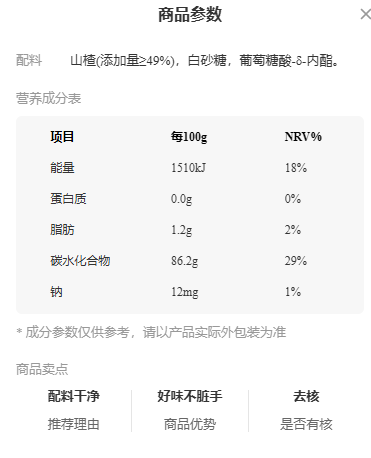 商品参数
配料 山楂(添加量≥49%)，白砂糖，葡萄糖酸-δ-内酯。
营养成分表
项目 每100g NRV%
能量 1510kJ 18%
蛋白质 0.0g 0%
脂肪 1.2g 2%
碳水化合物 86.2g 29%
钠 12mg 1%
* 成分参数仅供参考，请以产品实际外包装为准
商品卖点
配料干净 好味不脏手 去核
推荐理由 商品优势 是否有核